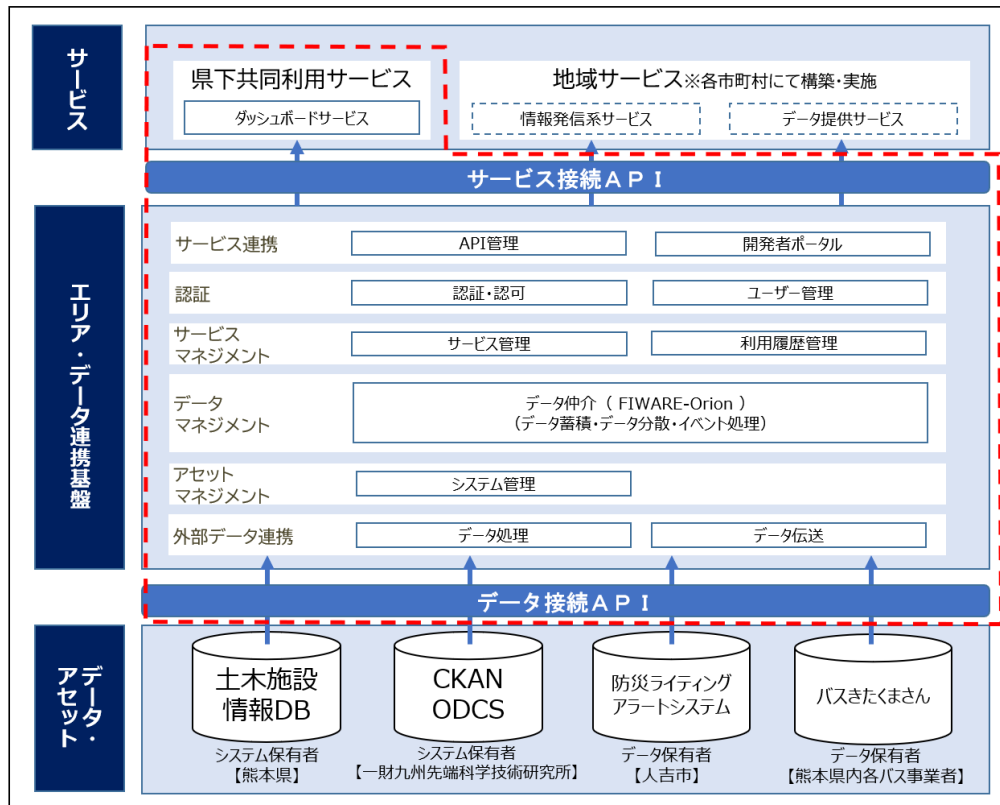 サービス
県下共同利用サービス
ダッシュボードサービス
地域サービス※各市町村にて構築・実施
情報発信系サービス
データ提供サービス
サービス接続API
エリア・データ連携基盤
サービス連携
API管理
開発者ポータル
認証
認証・認可
ユーザー管理
サービス
マネジメント
サービス管理
利用履歴管理
データ
マネジメント
データ仲介（ FIWARE-Orion ）
（データ蓄積・データ分散・イベント処理）
アセット
マネジメント
システム管理
外部データ連携
データ処理
データ伝送
データ接続API
データ・
アセット
土木施設
情報DB
システム保有者
【熊本県】
CKAN
ODCS
システム保有者
【一財九州先端科学技術研究所】
防災ライティング
アラートシステム
データ保有者
【人吉市】
バスきたくまさん
データ保有者
【熊本県内各バス事業者】